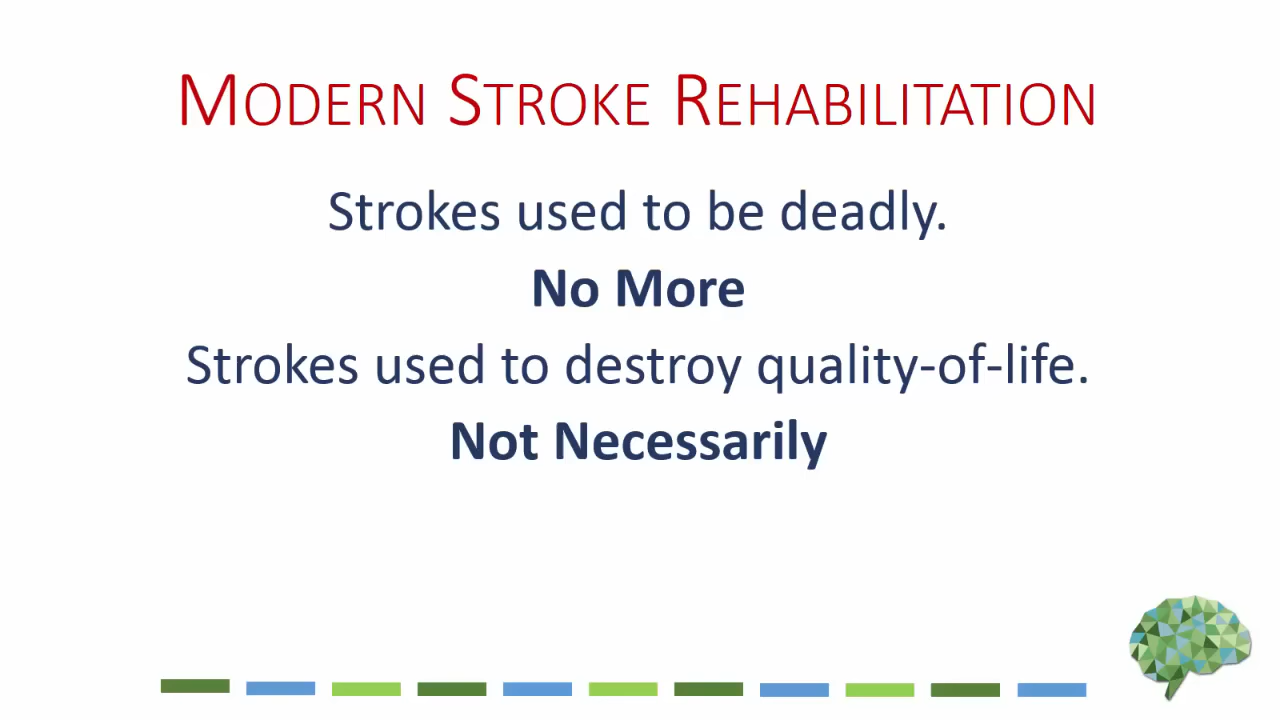 MODERN STROKE REHABILITATION
Strokes used to be deadly.
No More
Strokes used to destroy quality-of-life.
Not Necessarily